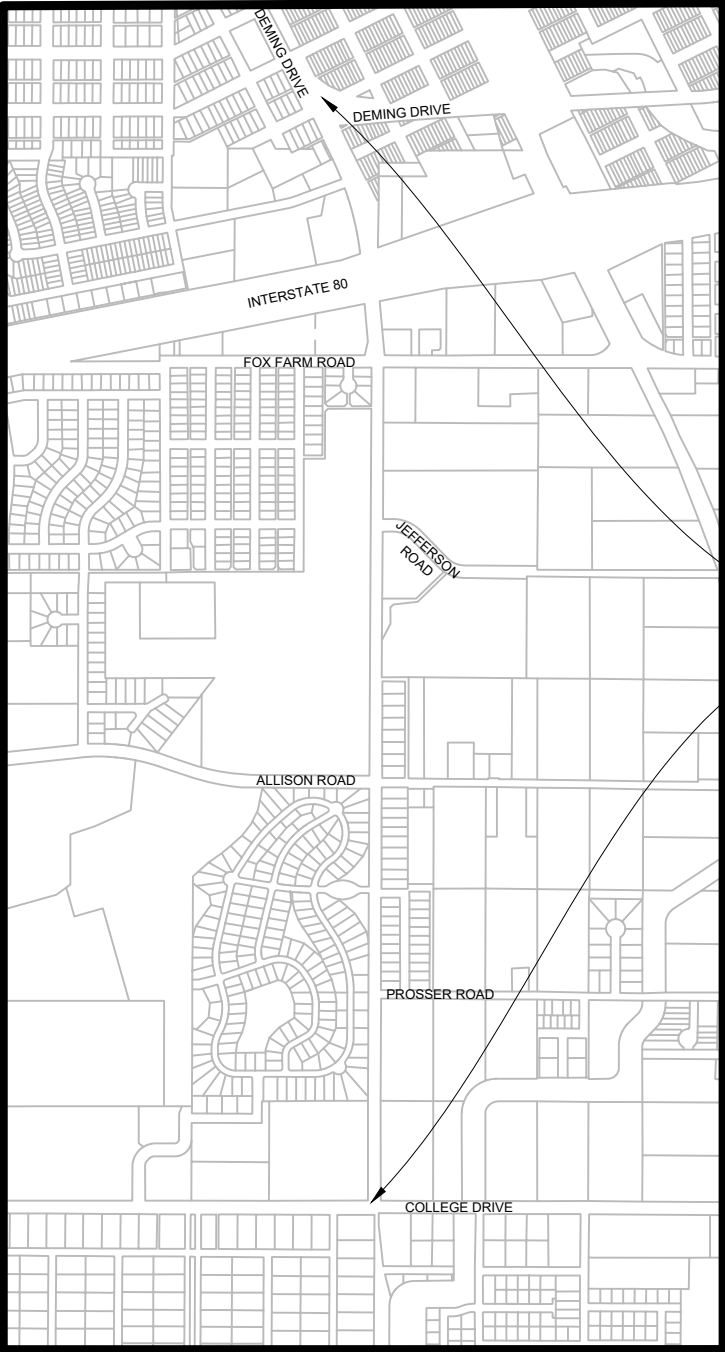 DEMING DRIVE
DEMING DRIVE
INTERSTATE 80
FOX FARM ROAD
JEFFERSON
ROAD
ALLISON ROAD
PROSSER ROAD
COLLEGE DRIVE